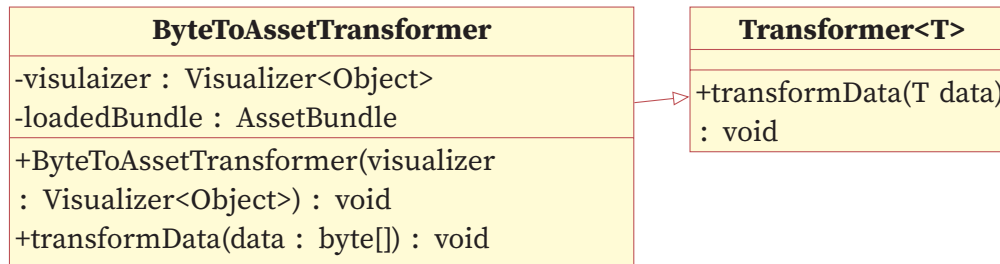 ByteToAssetTransformer
-visulaizer : Visualizer<Object>
-loadedBundle : AssetBundle
+ByteToAssetTransformer(visualizer
: Visualizer<Object>) : void
+transformData(data : byte[]) : void
Transformer<T>
+transformData(T data)
: void